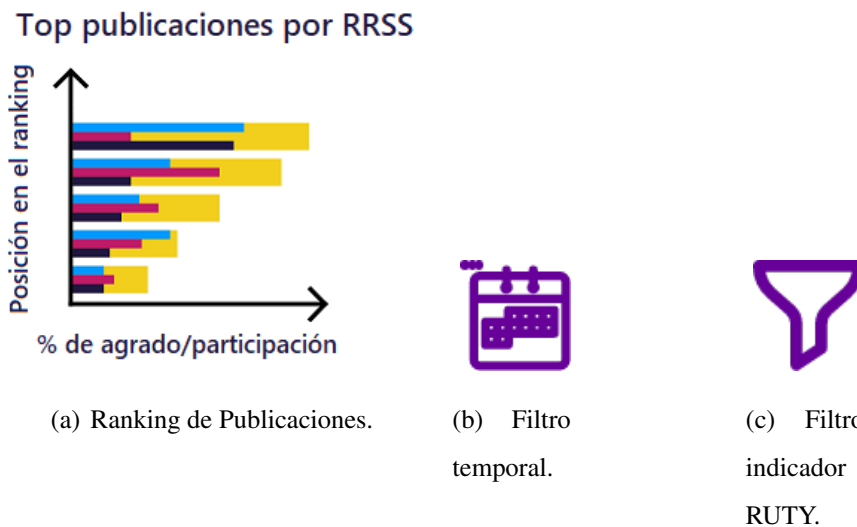 Top publicaciones por RRSS
Posición en el ranking
% de agrado/participación
(a) Ranking de Publicaciones.
(b) Filtro
temporal.
(c) Filtro
indicador
RUTY.